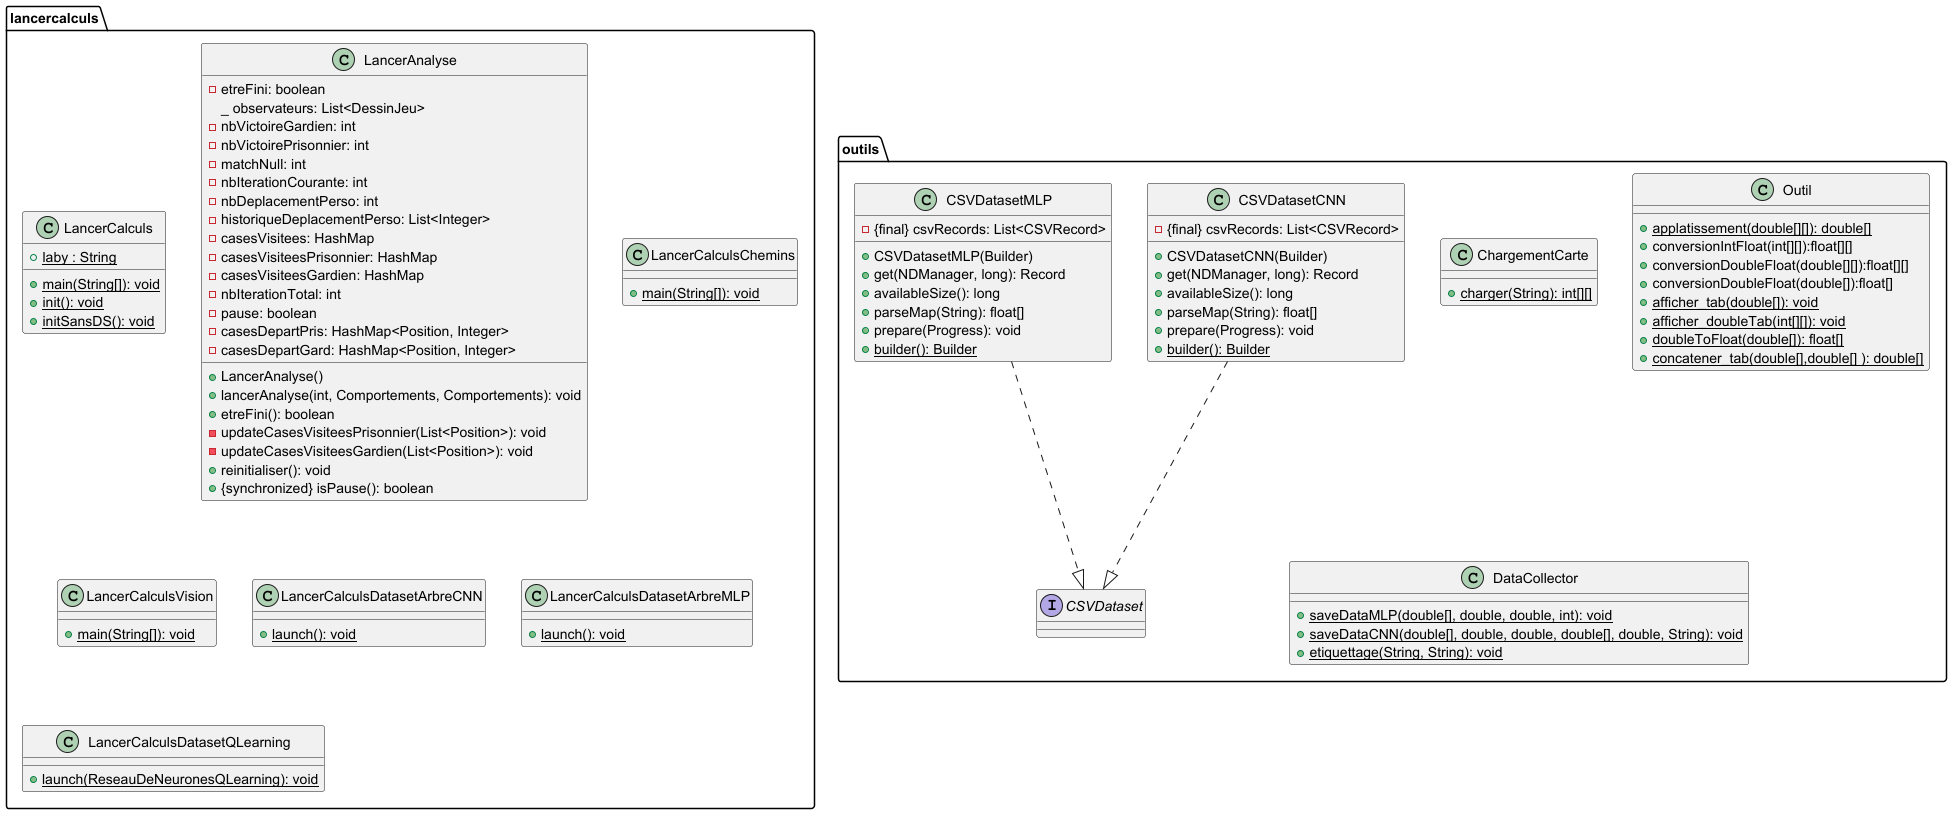 lancercalculs
LancerCalculs
laby : String
main(String[]): void
init(): void
initSansDS(): void
LancerAnalyse
etreFini: boolean
_ observateurs: List<DessinJeu>
nbVictoireGardien: int
nbVictoirePrisonnier: int
matchNull: int
nbIterationCourante: int
nbDeplacementPerso: int
historiqueDeplacementPerso: List<Integer>
casesVisitees: HashMap
casesVisiteesPrisonnier: HashMap
casesVisiteesGardien: HashMap
nbIterationTotal: int
pause: boolean
casesDepartPris: HashMap<Position, Integer>
casesDepartGard: HashMap<Position, Integer>
LancerAnalyse()
lancerAnalyse(int, Comportements, Comportements): void
etreFini(): boolean
updateCasesVisiteesPrisonnier(List<Position>): void
updateCasesVisiteesGardien(List<Position>): void
reinitialiser(): void
{synchronized} isPause(): boolean
LancerCalculsChemins
main(String[]): void
LancerCalculsVision
main(String[]): void
LancerCalculsDatasetArbreCNN
launch(): void
LancerCalculsDatasetArbreMLP
launch(): void
LancerCalculsDatasetQLearning
launch(ReseauDeNeuronesQLearning): void
outils
CSVDatasetMLP
{final} csvRecords: List<CSVRecord>
CSVDatasetMLP(Builder)
get(NDManager, long): Record
availableSize(): long
parseMap(String): float[]
prepare(Progress): void
builder(): Builder
CSVDatasetCNN
{final} csvRecords: List<CSVRecord>
CSVDatasetCNN(Builder)
get(NDManager, long): Record
availableSize(): long
parseMap(String): float[]
prepare(Progress): void
builder(): Builder
ChargementCarte
charger(String): int[][]
Outil
applatissement(double[][]): double[]
conversionIntFloat(int[][]):float[][]
conversionDoubleFloat(double[][]):float[][]
conversionDoubleFloat(double[]):float[]
afficher_tab(double[]): void
afficher_doubleTab(int[][]): void
doubleToFloat(double[]): float[]
concatener_tab(double[],double[] ): double[]
CSVDataset
DataCollector
saveDataMLP(double[], double, double, int): void
saveDataCNN(double[], double, double, double[], double, String): void
etiquettage(String, String): void